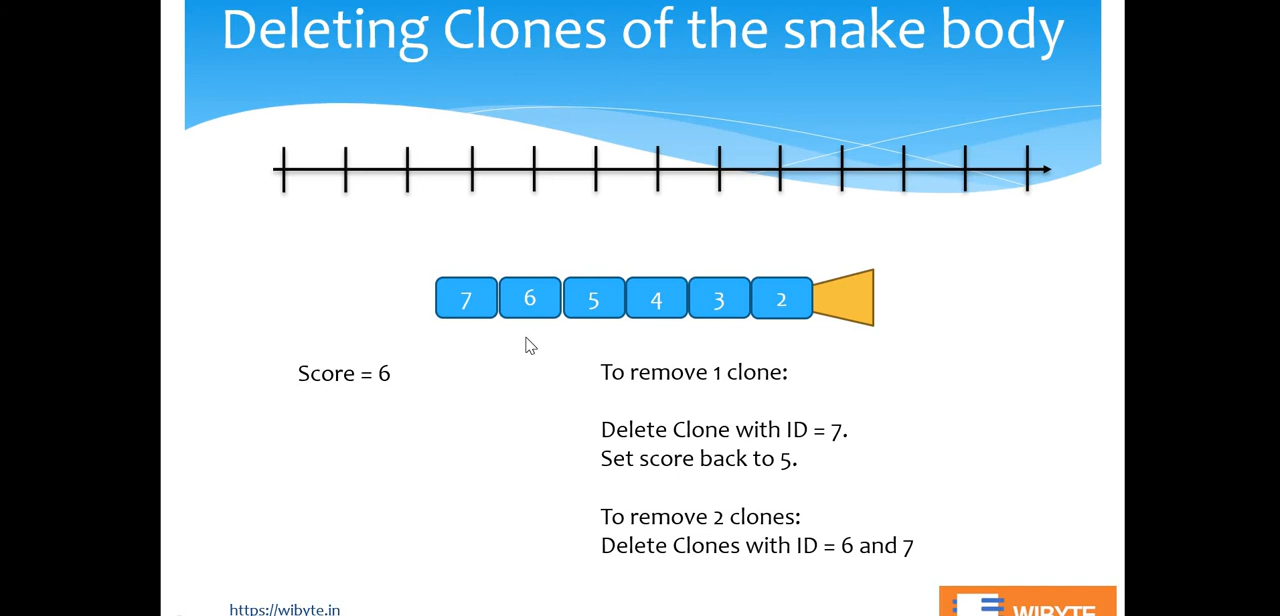 Deleting Clones of the snake body
7 6 5 4 3 2
Score = 6
To remove 1 clone:
Delete Clone with ID = 7.
Set score back to 5.
To remove 2 clones:
Delete Clones with ID = 6 and 7
https://wibyte.in
WIBYTE